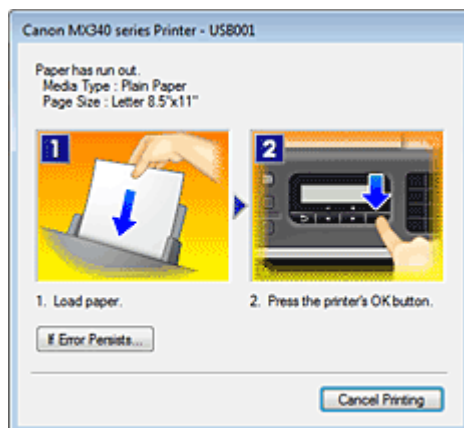 Canon MX340 series Printer - USB001
Paper has run out.
Media Type : Plain Paper
Page Size : Letter 8.5"x11"
1
2
1. Load paper.
2. Press the printer's OK button.
If Error Persists...
Cancel Printing